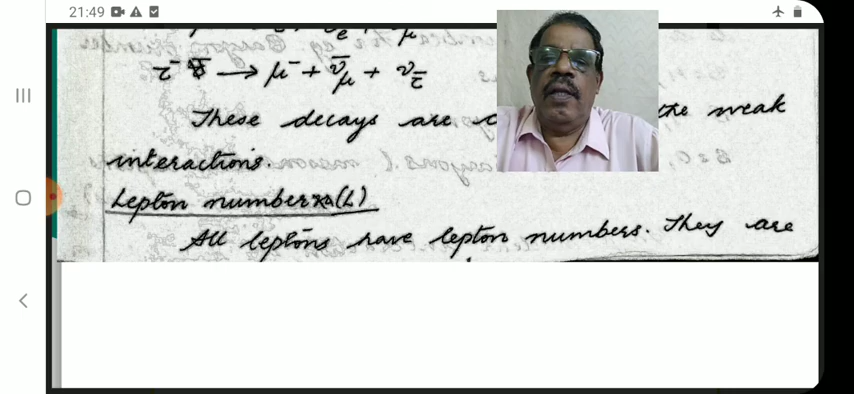 21:49
τ⁻ → μ⁻ + ν̄μ + ντ
These decays are the weak
interactions.
Lepton number (L)
All leptons have lepton numbers. They are